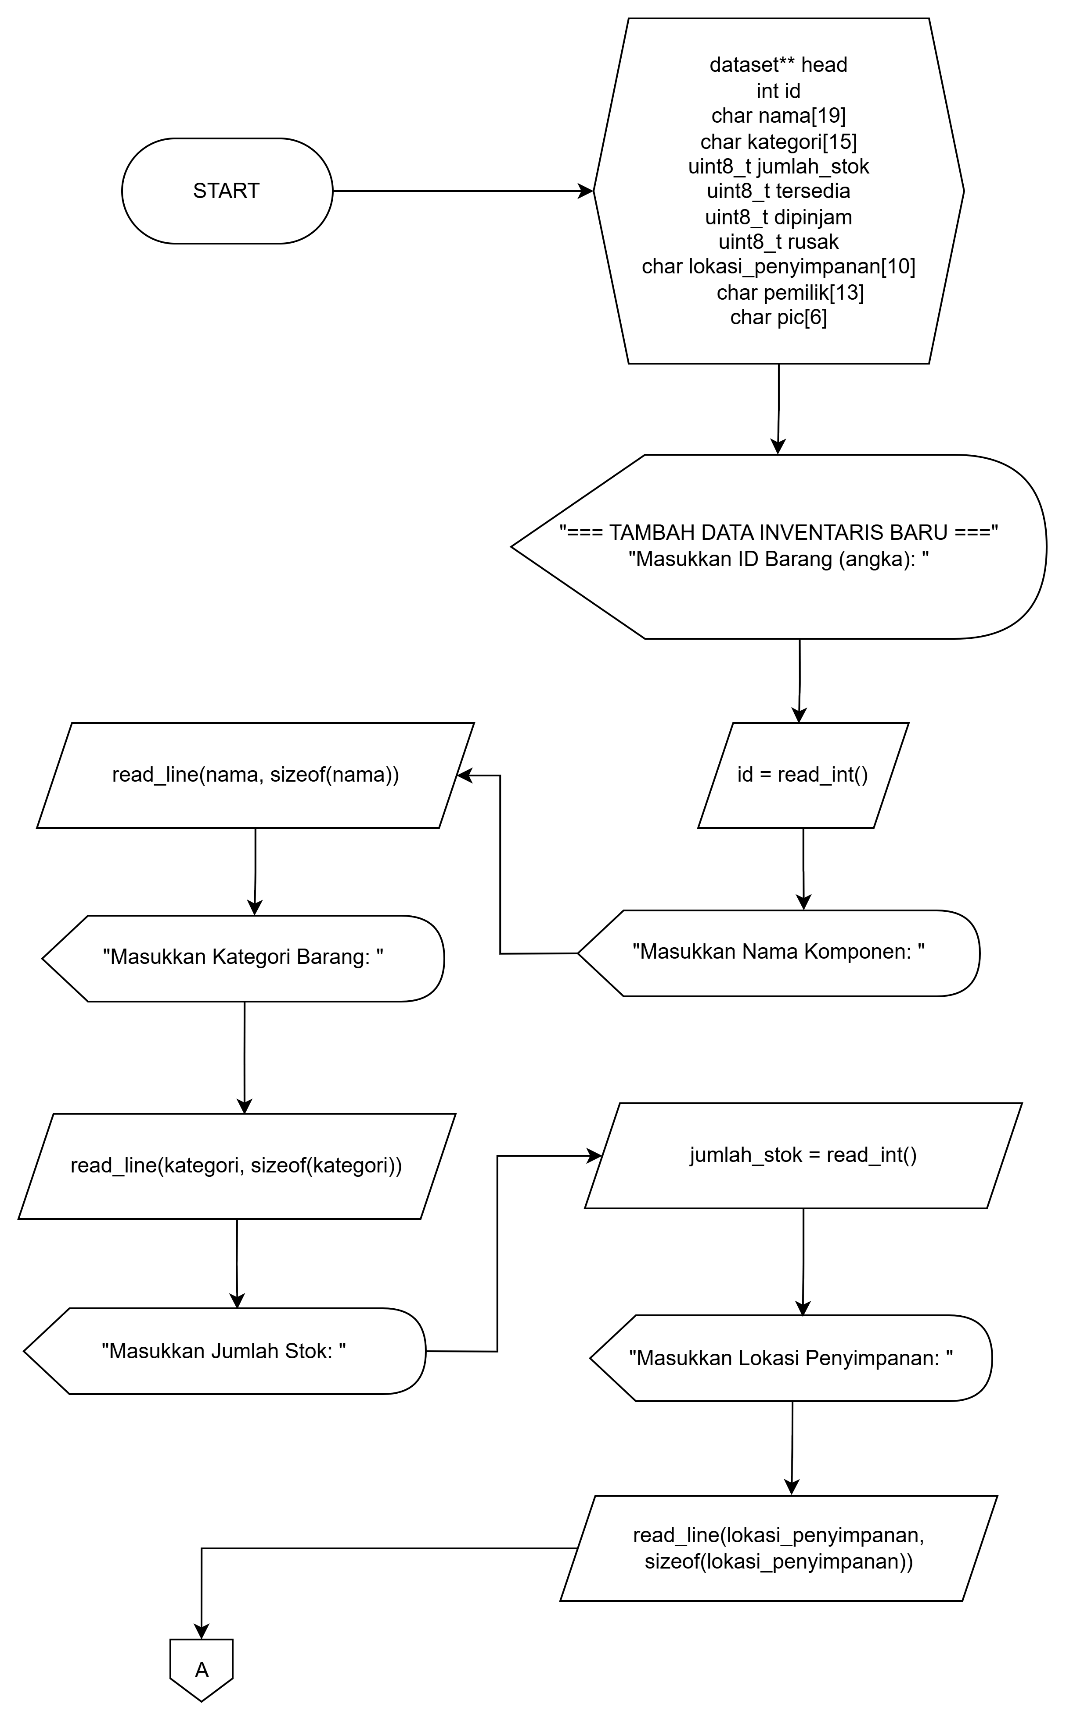 START
dataset** head
int id
char nama[19]
char kategori[15]
uint8_t jumlah_stok
uint8_t tersedia
uint8_t dipinjam
uint8_t rusak
char lokasi_penyimpanan[10]
char pemilik[13]
char pic[6]
"=== TAMBAH DATA INVENTARIS BARU ==="
"Masukkan ID Barang (angka): "
id = read_int()
"Masukkan Nama Komponen: "
read_line(nama, sizeof(nama))
"Masukkan Kategori Barang: "
read_line(kategori, sizeof(kategori))
"Masukkan Jumlah Stok: "
jumlah_stok = read_int()
"Masukkan Lokasi Penyimpanan: "
read_line(lokasi_penyimpanan,
sizeof(lokasi_penyimpanan))
A